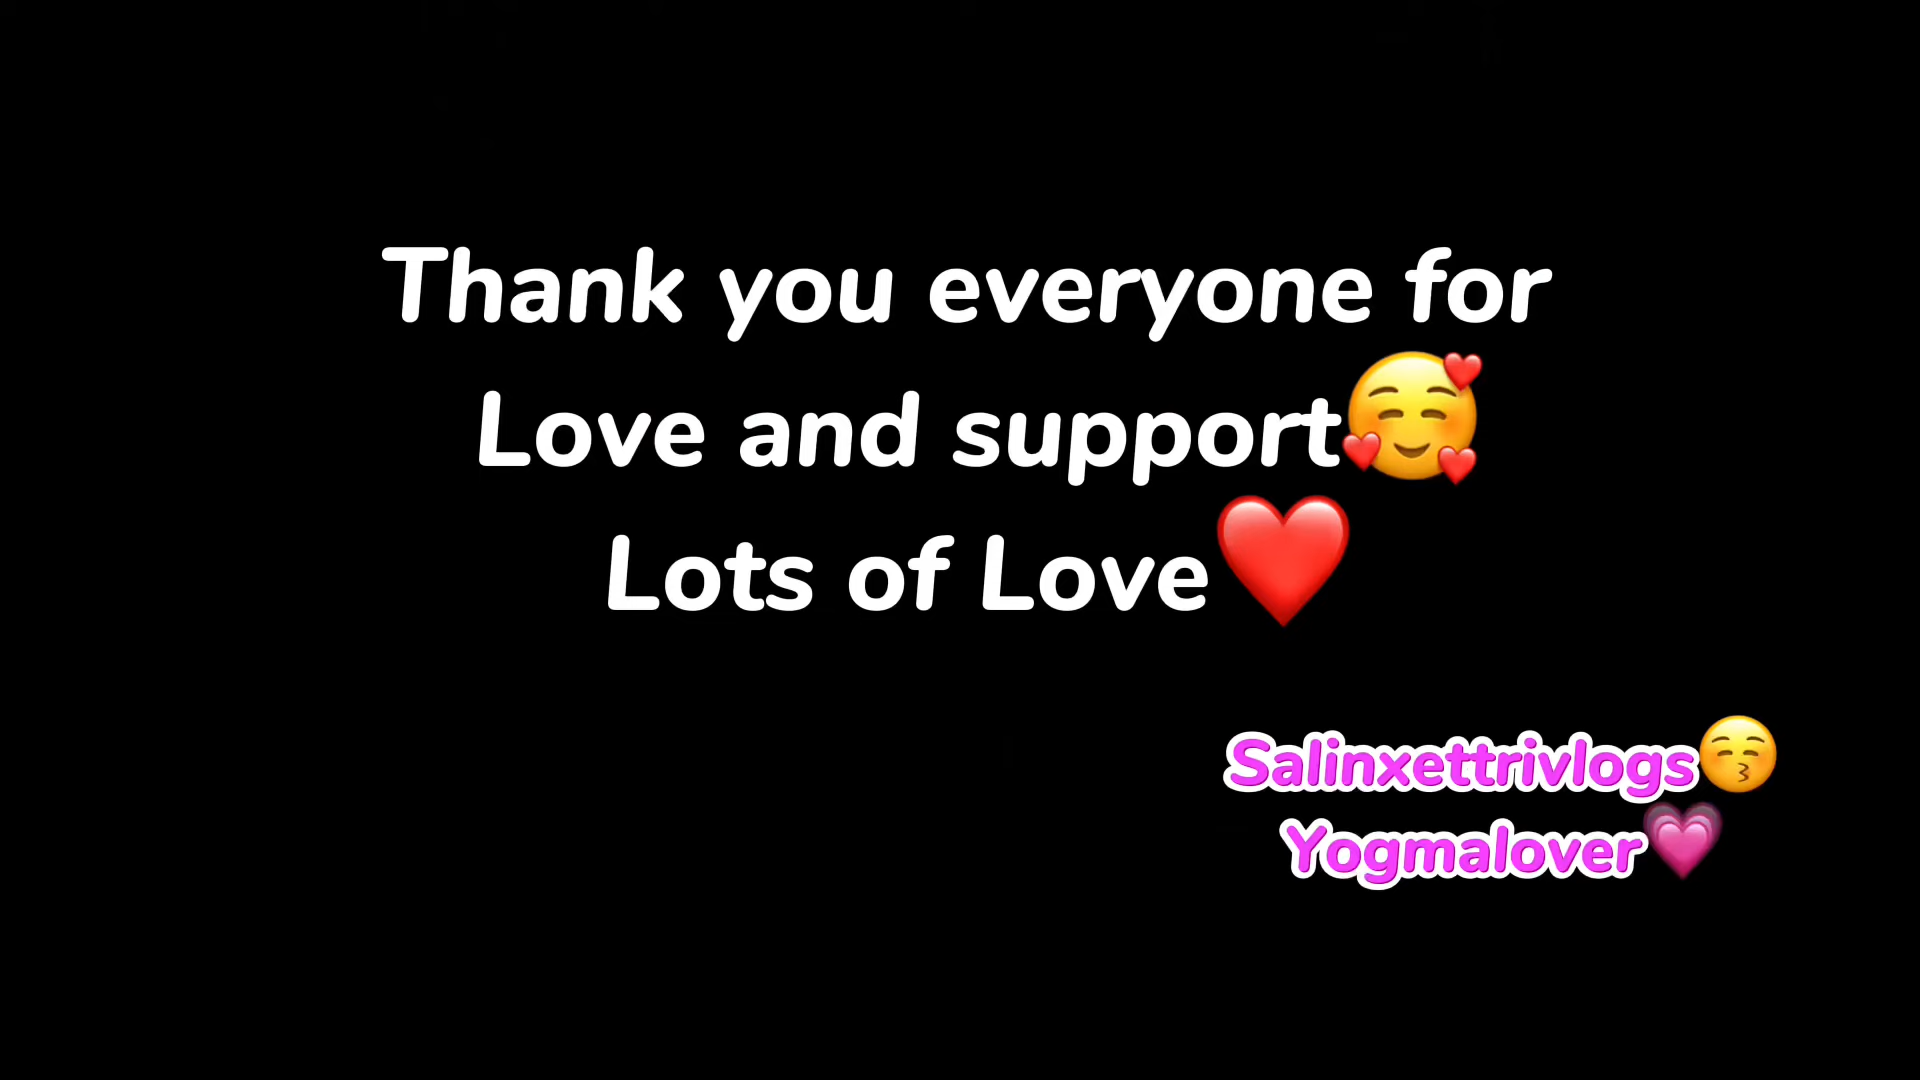 Thank you everyone for
Love and support🥰
Lots of Love❤️
Salinxettrivlogs😚
Yogmalover💗